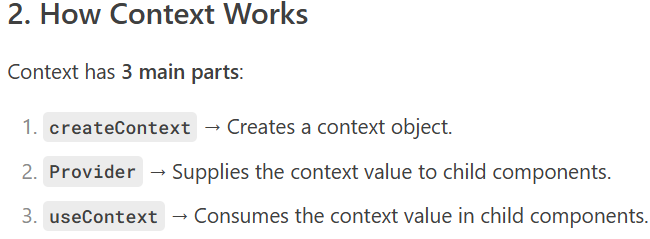 2. How Context Works
Context has 3 main parts:
1. createContext → Creates a context object.
2. Provider → Supplies the context value to child components.
3. useContext → Consumes the context value in child components.